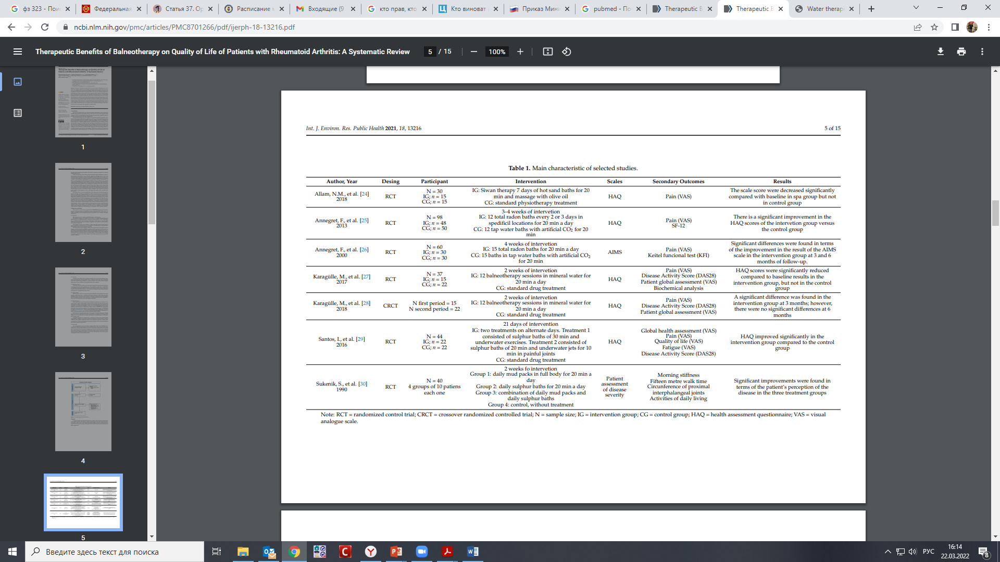 фз 323 - Пои
Федеральная
Статья 37. Ор
Расписание
Входящие (9
кто прав, кто
Кто виноват
Приказ Мин
pubmed - По
Therapeutic B
Therapeutic B
Water therap
ncbi.nlm.nih.gov/pmc/articles/PMC8701266/pdf/ijerph-18-13216.pdf
Therapeutic Benefits of Balneotherapy on Quality of Life of Patients with Rheumatoid Arthritis: A Systematic Review
5 / 15
100%
1
2
3
4
5
Int. J. Environ. Res. Public Health 2021, 18, 13216
5 of 15
Table 1. Main characteristic of selected studies.
Author, Year Desing Participant Intervention Scales Secondary Outcomes Results
Allam, N.M., et al. [24]
2018
RCT
N = 30
IG; n = 15
CG; n = 15
IG: Siwan therapy 7 days of hot sand baths for 20
min and massage with olive oil
CG: standard physiotherapy treatment
HAQ
Pain (VAS)
The scale score were decreased significantly
compared with baseline in spa group but not
in control group
Annegret, F., et al. [25]
2013
RCT
N = 98
IG; n = 48
CG; n = 50
3–4 weeks of intervention
IG: 12 total radon baths every 2 or 3 days in
spedificil locations for 20 min a day
CG: 12 tap water baths with artificial CO2 for 20
min
HAQ
Pain (VAS)
SF-12
There is a significant improvement in the
HAQ scores of the intervetion group versus
the control group
Annegret, F., et al. [26]
2000
RCT
N = 60
IG; n = 30
CG; n = 30
4 weeks of intervetion
IG: 15 total radon baths for 20 min a day
CG: 15 baths in tap water baths with artificial CO2
for 20 min
AIMS
Pain (VAS)
Keitel funcional test (KFI)
Significant differences were found in terms
of the improvement in the result of the AIMS
scale in the intervention group at 3 and 6
months of follow-up.
Karagülle, M., et al. [27]
2017
RCT
N = 37
IG; n = 15
CG; n = 22
2 weeks of intervention
IG: 12 balneotherapy sessions in mineral water for
20 min a day
CG: standard drug treatment
HAQ
Pain (VAS)
Disease Activity Score (DAS28)
Patient global assessment (VAS)
Biochemical analysis
HAQ scores were significantly reduced
compared to baseline results in the
intervention group, but not in the control
group
Karagülle, M., et al. [28]
2018
CRCT
N first period = 15
N second period = 22
2 weeks of intervention
IG: 12 balneotherapy sessions in mineral water for
20 min a day
CG: standard drug treatment
HAQ
Pain (VAS)
Disease Activity Score (DAS28)
Patient global assessment (VAS)
A significant difference was found in the
intervention group at 3 months; however,
there were no significant differences at 6
months
Santos, I., et al. [29]
2016
RCT
N = 44
IG; n = 22
CG; n = 22
21 days of intervention
IG: two treatments on alternate days. Treatment 1
consisted of sulphur baths of 30 min and
underwater exercises. Treatment 2 consisted of
sulphur baths of 20 min and underwater jets for 10
min in painful joints
CG: standard drug treatment
HAQ
Global health assessment (VAS)
Pain (VAS)
Quality of life (VAS)
Fatigue (VAS)
Disease Activity Score (DAS28)
HAQ improved significantly in the
intervention group compared to the control
group
Sukenik, S., et al. [30]
1990
RCT
N = 40
4 groups of 10 patiens
each one
2 weeks fo intervetion
Group 1: daily mud packs in full body for 20 min a
day
Group 2: daily sulphur baths for 20 min a day
Group 3: combination of daily mud packs and
daily sulphur baths
Group 4: control, without treatment
Patient
assessment
of disease
severity
Morning stiffness
Fifteen metre walk time
Circunference of proximal
interphalangeal joints
Activities of daily living
Significant improvements were found in
terms of the patient's perception of the
disease in the three treatment groups
Note: RCT = randomized control trial; CRCT = crossover randomized controlled trial; N = sample size; IG = intervention group; CG = control group; HAQ = health assessment questionnaire; VAS = visual
analogue scale.
Введите здесь текст для поиска
РУС
16:14
22.03.2022
8